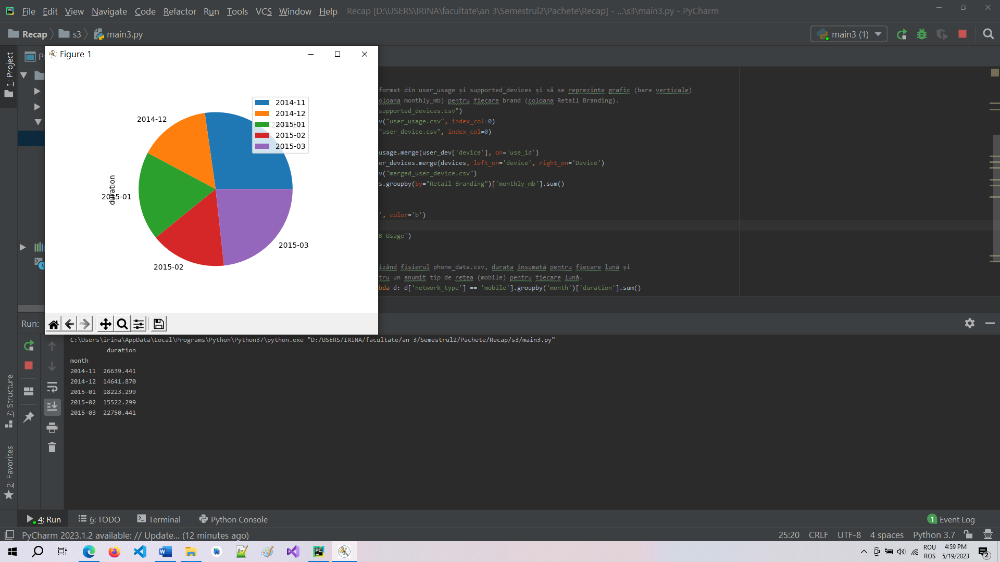 File Edit View Navigate Code Refactor Run Tools VCS Window Help Recap [D:\USERS\IRINA\facultate\an 3\Semestrul2\Pachete\Recap] - ...\s3\main3.py - PyCharm
Recap s3 main3.py main3 (1)
1: Project
Figure 1
2014-11
2014-12
2015-01
2015-02
2015-03
2014-12
2015-01
duration
2015-02
2015-03
format din user_usage și supported_devices și să se reprezinte grafic (bare verticale)
oloana monthly_mb) pentru fiecare brand (coloana Retail Branding).
supported_devices.csv")
v("user_usage.csv", index_col=0)
"user_device.csv", index_col=0)
usage.merge(user_dev['device'], on='use_id')
er_devices.merge(devices, left_on='device', right_on='Device')
v("merged_user_device.csv")
s.groupby(by="Retail Branding")['monthly_mb'].sum()
', color='b')
B Usage')
izând fisierul phone_data.csv, durata însumată pentru fiecare lună și
tru un anumit tip de retea (mobile) pentru fiecare lună.
bda d: d['network_type'] == 'mobile'].groupby('month')['duration'].sum()
Run:
C:\Users\irina\AppData\Local\Programs\Python\Python37\python.exe "D:/USERS/IRINA/facultate/an 3/Semestrul2/Pachete/Recap/s3/main3.py"
duration
month
2014-11 26639.441
2014-12 14641.870
2015-01 18223.299
2015-02 15522.299
2015-03 22750.441
7: Structure
2: Favorites
4: Run 6: TODO Terminal Python Console 1 Event Log
PyCharm 2023.1.2 available: // Update... (12 minutes ago) 25:20 CRLF UTF-8 4 spaces Python 3.7
ROU 4:59 PM
ROS 5/19/2023 2